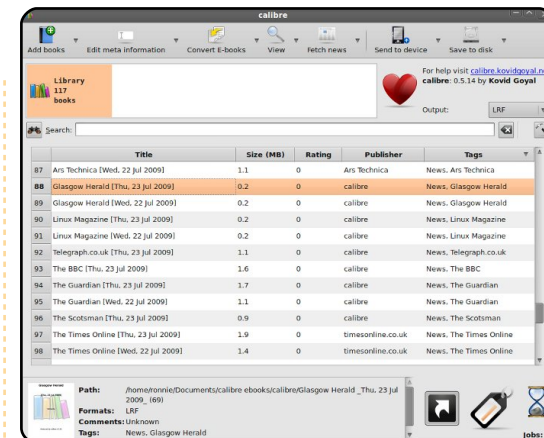 calibre
Add books
Edit meta information
Convert E-books
View
Fetch news
Send to device
Save to disk
Library
117
books
For help visit calibre.kovidgoyal.n
calibre: 0.5.14 by Kovid Goyal
Output: LRF
Search:
Title Size (MB) Rating Publisher Tags
87 Ars Technica [Wed, 22 Jul 2009] 1.1 0 Ars Technica News, Ars Technica
88 Glasgow Herald [Thu, 23 Jul 2009] 0.2 0 calibre News, Glasgow Herald
89 Glasgow Herald [Wed, 22 Jul 2009] 0.2 0 calibre News, Glasgow Herald
90 Linux Magazine [Thu, 23 Jul 2009] 0.2 0 calibre News, Linux Magazine
91 Linux Magazine [Wed, 22 Jul 2009] 0.2 0 calibre News, Linux Magazine
92 Telegraph.co.uk [Thu, 23 Jul 2009] 1.1 0 calibre News, Telegraph.co.uk
93 The BBC [Thu, 23 Jul 2009] 1.6 0 calibre News, The BBC
94 The Guardian [Thu, 23 Jul 2009] 1.7 0 calibre News, The Guardian
95 The Guardian [Wed, 22 Jul 2009] 1.1 0 calibre News, The Guardian
96 The Scotsman [Thu, 23 Jul 2009] 0.9 0 calibre News, The Scotsman
97 The Times Online [Thu, 23 Jul 2009] 1.9 0 timesonline.co.uk News, The Times Online
98 The Times Online [Wed, 22 Jul 2009] 1.4 0 timesonline.co.uk News, The Times Online
Path: /home/ronnie/Documents/calibre ebooks/calibre/Glasgow Herald _Thu, 23 Jul
2009_ (69)
Formats: LRF
Comments: Unknown
Tags: News, Glasgow Herald
Jobs: